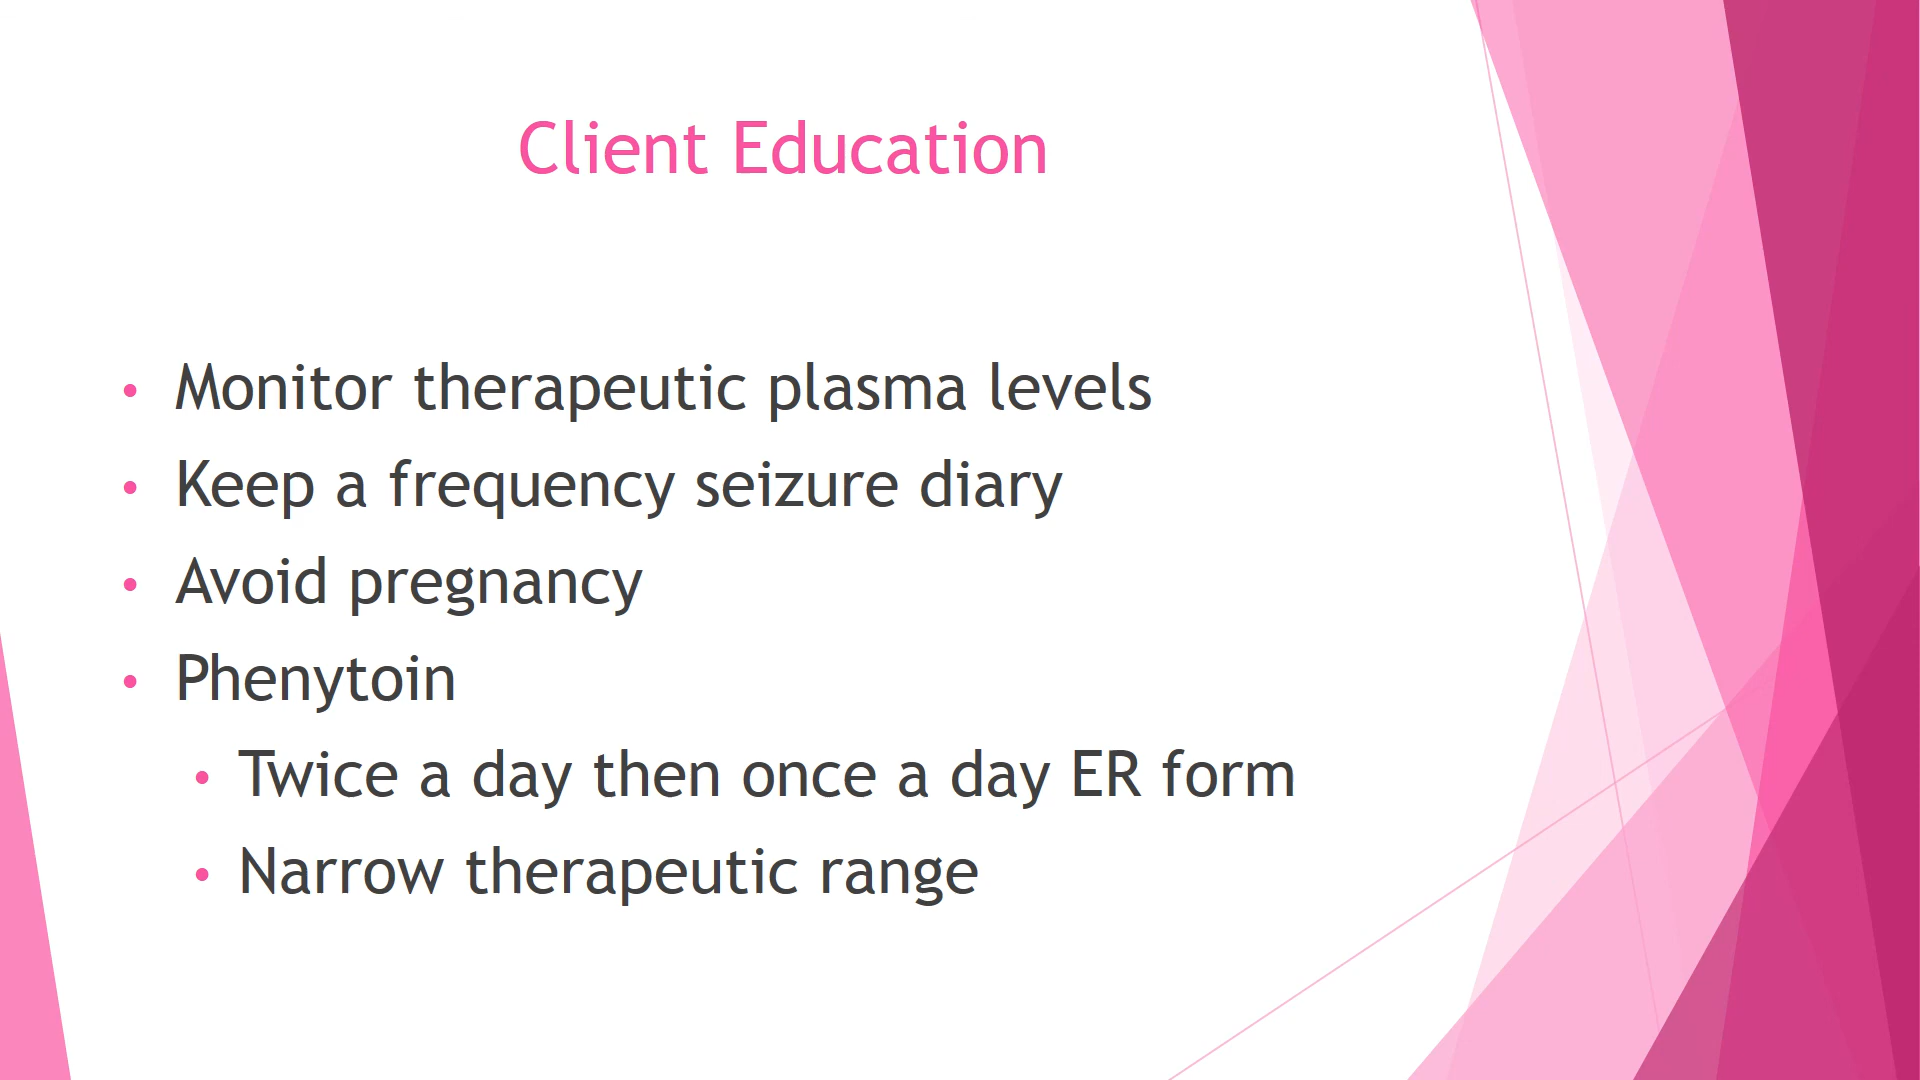 Client Education
• Monitor therapeutic plasma levels
• Keep a frequency seizure diary
• Avoid pregnancy
• Phenytoin
• Twice a day then once a day ER form
• Narrow therapeutic range